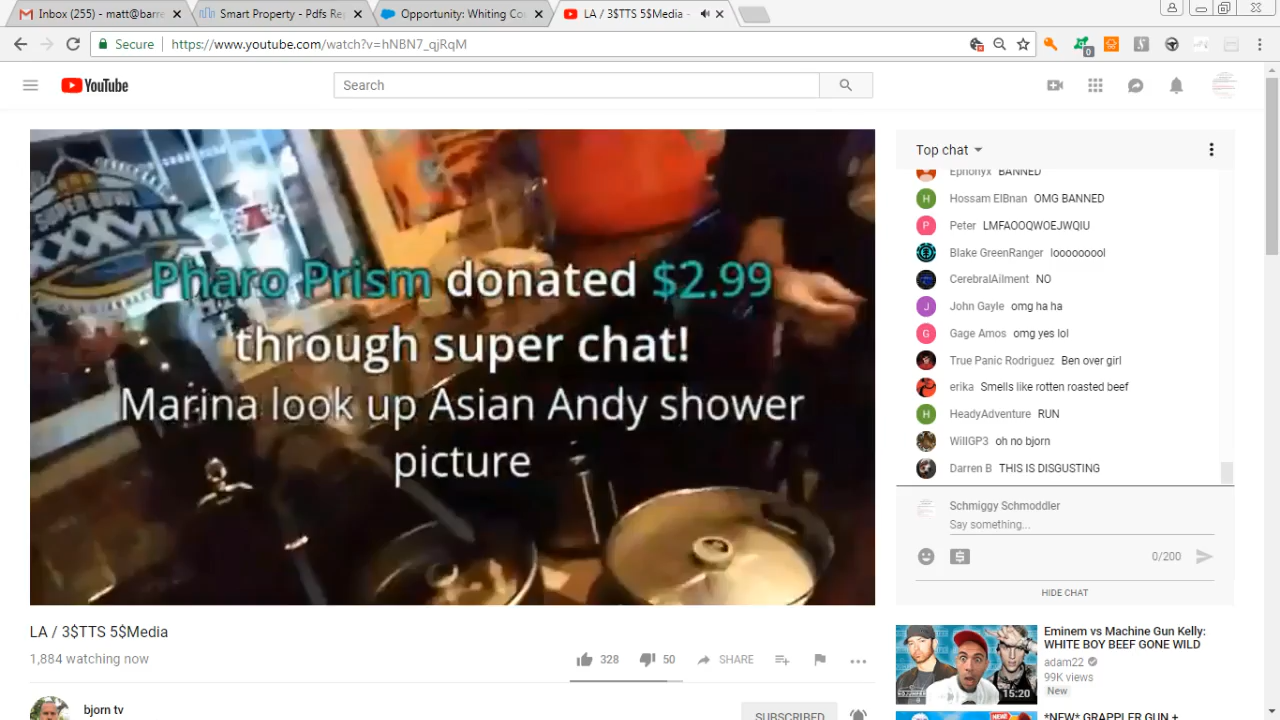 Inbox (255) - matt@barre
Smart Property - Pdfs Re
Opportunity: Whiting Co
LA / 3$TTS 5$Media -
Secure
https://www.youtube.com/watch?v=hNBN7_qjRqM
0
YouTube
Search
SUPER BOWL
XXXVII
Pharo Prism donated $2.99
through super chat!
Marina look up Asian Andy shower
picture
Top chat
Ephonyx BANNED
H Hossam ElBnan OMG BANNED
P Peter LMFAOOQWOEJWQIU
Blake GreenRanger looooooool
CerebralAilment NO
J John Gayle omg ha ha
G Gage Amos omg yes lol
True Panic Rodriguez Ben over girl
erika Smells like rotten roasted beef
H HeadyAdventure RUN
WillGP3 oh no bjorn
Darren B THIS IS DISGUSTING
Schmiggy Schmoddler
Say something...
$ 0/200
HIDE CHAT
LA / 3$TTS 5$Media
1,884 watching now
328 50 SHARE
bjorn tv
SUBSCRIBED
15:20
Eminem vs Machine Gun Kelly:
WHITE BOY BEEF GONE WILD
adam22
99K views
New
*NEW* GRAPPLER GUN +